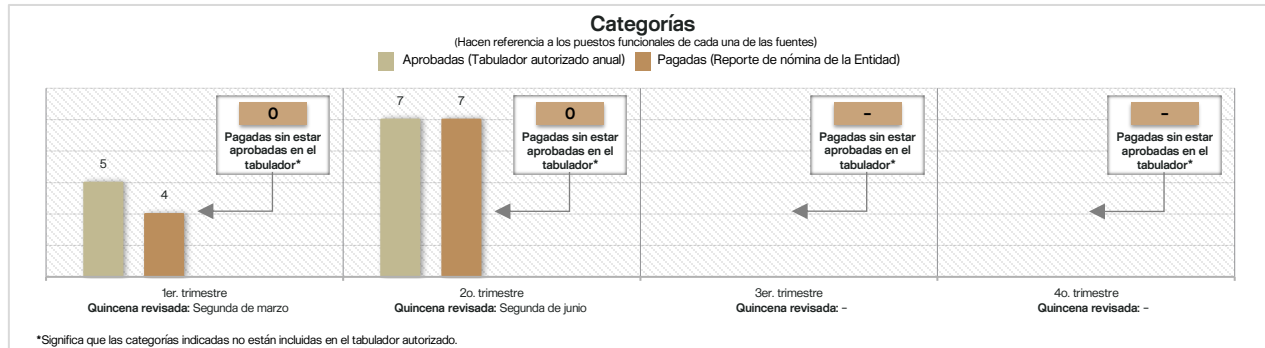 Categorías
(Hacen referencia a los puestos funcionales de cada una de las fuentes)
Aprobadas (Tabulador autorizado anual) Pagadas (Reporte de nómina de la Entidad)
5
4
0
Pagadas sin estar
aprobadas en el
tabulador*
7
7
0
Pagadas sin estar
aprobadas en el
tabulador*
-
Pagadas sin estar
aprobadas en el
tabulador*
-
Pagadas sin estar
aprobadas en el
tabulador*
1er. trimestre
Quincena revisada: Segunda de marzo
2o. trimestre
Quincena revisada: Segunda de junio
3er. trimestre
Quincena revisada: -
4o. trimestre
Quincena revisada: -
*Significa que las categorías indicadas no están incluidas en el tabulador autorizado.